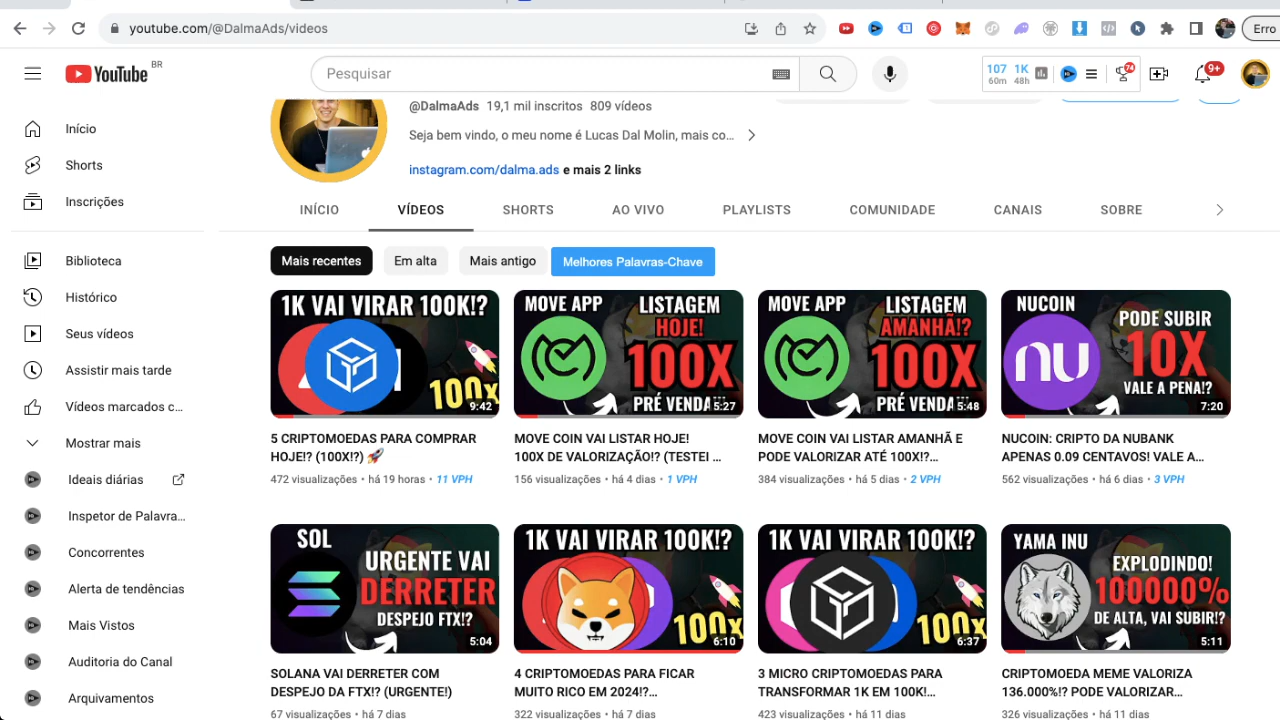 youtube.com/@DalmaAds/videos
Erro
YouTube BR
Pesquisar
107 1K
60m 48h
74
9+
@DalmaAds 19,1 mil inscritos 809 vídeos
Seja bem vindo, o meu nome é Lucas Dal Molin, mais co...
instagram.com/dalma.ads e mais 2 links
INÍCIO VÍDEOS SHORTS AO VIVO PLAYLISTS COMUNIDADE CANAIS SOBRE
Início
Shorts
Inscrições
Biblioteca
Histórico
Seus vídeos
Assistir mais tarde
Vídeos marcados c...
Mostrar mais
Ideais diárias
Inspetor de Palavra...
Concorrentes
Alerta de tendências
Mais Vistos
Auditoria do Canal
Arquivamentos
Mais recentes Em alta Mais antigo Melhores Palavras-Chave
1K VAI VIRAR 100K!?
100x
9:42
5 CRIPTOMOEDAS PARA COMPRAR
HOJE!? (100X!?) 🚀
472 visualizações • há 19 horas • 11 VPH
MOVE APP LISTAGEM
HOJE!
100X
PRÉ VENDA
5:27
MOVE COIN VAI LISTAR HOJE!
100X DE VALORIZAÇÃO!? (TESTEI ...
156 visualizações • há 4 dias • 1 VPH
MOVE APP LISTAGEM
AMANHÃ!?
100X
PRÉ VENDA
5:48
MOVE COIN VAI LISTAR AMANHÃ E
PODE VALORIZAR ATÉ 100X!?...
384 visualizações • há 5 dias • 2 VPH
NUCOIN PODE SUBIR
nu 10X
VALE A PENA!?
7:20
NUCOIN: CRIPTO DA NUBANK
APENAS 0.09 CENTAVOS! VALE A...
562 visualizações • há 6 dias • 3 VPH
SOL
URGENTE VAI
DERRETER
DESPEJO FTX!?
5:04
SOLANA VAI DERRETER COM
DESPEJO DA FTX!? (URGENTE!)
67 visualizações • há 7 dias
1K VAI VIRAR 100K!?
100x
6:10
4 CRIPTOMOEDAS PARA FICAR
MUITO RICO EM 2024!?...
322 visualizações • há 7 dias
1K VAI VIRAR 100K!?
100x
6:37
3 MICRO CRIPTOMOEDAS PARA
TRANSFORMAR 1K EM 100K!...
423 visualizações • há 11 dias
YAMA INU
EXPLODINDO!
100000%
DE ALTA, VAI SUBIR!?
5:11
CRIPTOMOEDA MEME VALORIZA
136.000%!? PODE VALORIZAR...
326 visualizações • há 11 dias